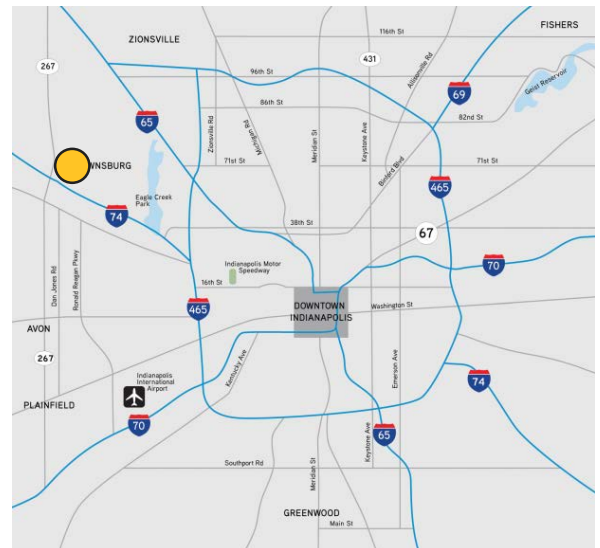 FISHERS
ZIONSVILLE
116th St
267
431
96th St
Allisonville Rd
Geist Reservoir
69
86th St
82nd St
65
Zionsville Rd
Michigan Rd
Meridian St
Keystone Ave
Binford Blvd
WNSBURG
71st St
71st St
465
Eagle Creek
Park
74
38th St
67
Dan Jones Rd
Ronald Reagan Pkwy
Indianapolis Motor
Speedway
70
16th St
465
DOWNTOWN
INDIANAPOLIS
Washington St
AVON
267
Indianapolis
International
Airport
Kentucky Ave
Emerson Ave
74
PLAINFIELD
70
65
Keystone Ave
Southport Rd
Meridian St
GREENWOOD
Main St